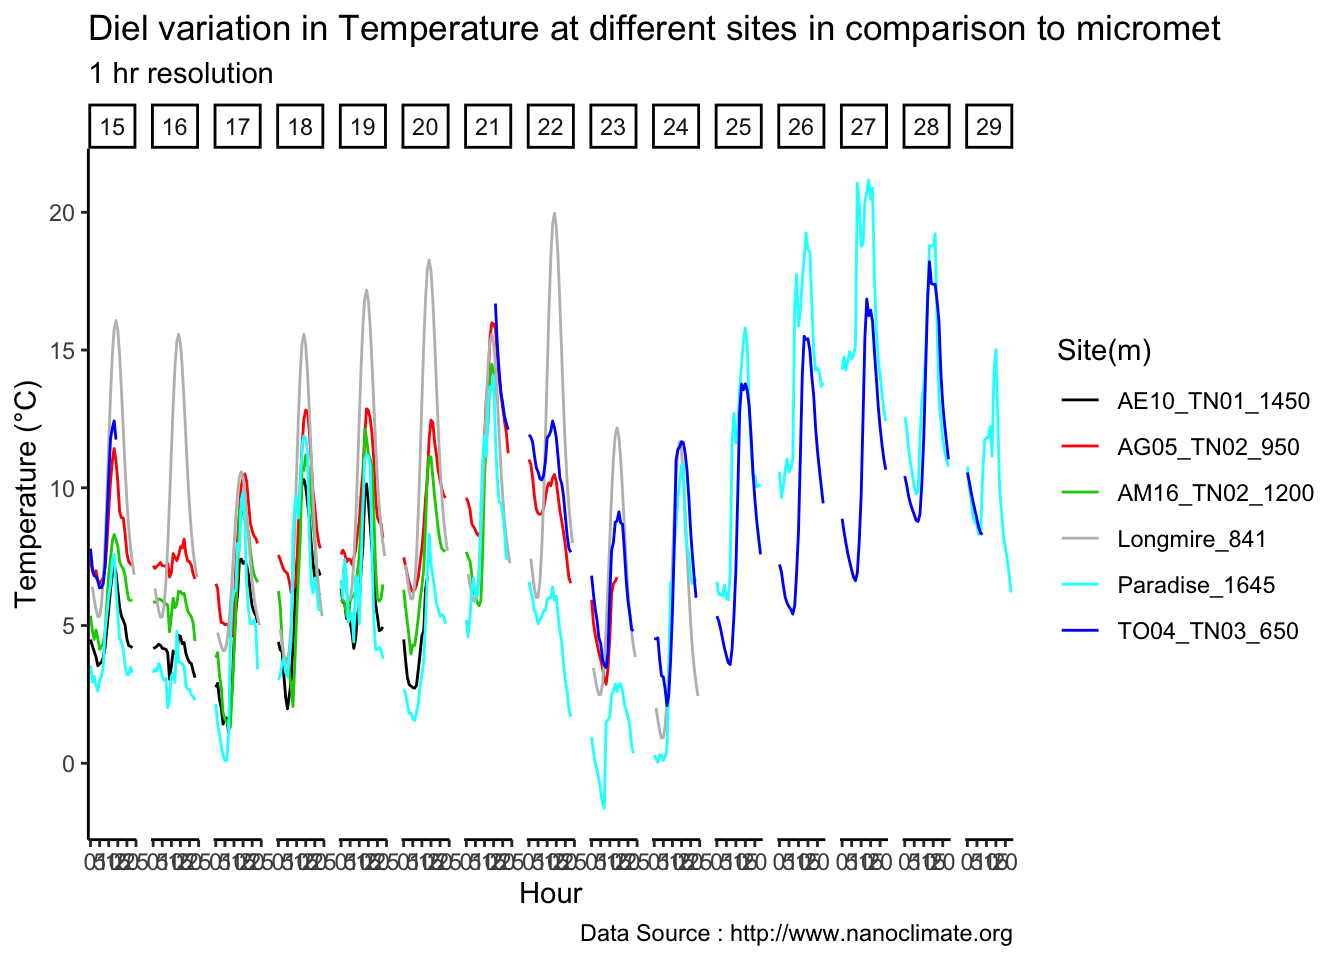 Diel variation in Temperature at different sites in comparison to micromet
1 hr resolution
15 16 17 18 19 20 21 22 23 24 25 26 27 28 29
Temperature (°C)
20
15
10
5
0
Hour
Site(m)
AE10_TN01_1450
AG05_TN02_950
AM16_TN02_1200
Longmire_841
Paradise_1645
TO04_TN03_650
Data Source : http://www.nanoclimate.org